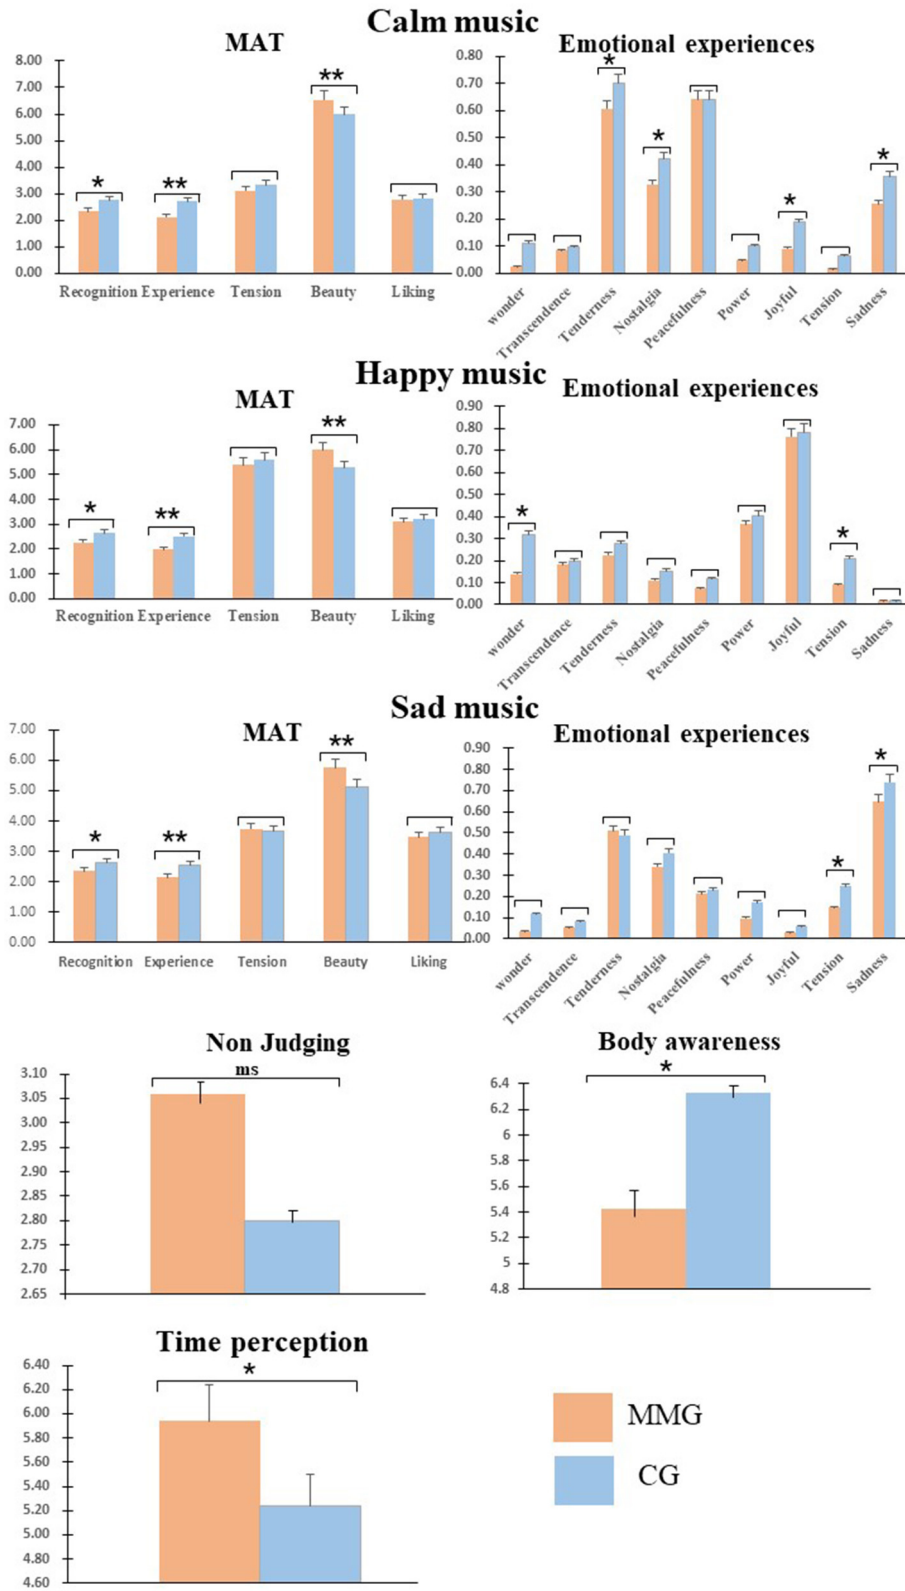 Calm music
MAT
8.00
7.00
6.00
5.00
4.00
3.00
2.00
1.00
0.00
*
**
**
Recognition Experience Tension Beauty Liking
Emotional experiences
0.80
0.70
0.60
0.50
0.40
0.30
0.20
0.10
0.00
*
*
*
*
wonder
Transcendence
Tenderness
Nostalgia
Peacefulness
Power
Joyful
Tension
Sadness
Happy music
MAT
7.00
6.00
5.00
4.00
3.00
2.00
1.00
0.00
*
**
**
Recognition Experience Tension Beauty Liking
Emotional experiences
0.90
0.80
0.70
0.60
0.50
0.40
0.30
0.20
0.10
0.00
*
*
wonder
Transcendence
Tenderness
Nostalgia
Peacefulness
Power
Joyful
Tension
Sadness
Sad music
MAT
7.00
6.00
5.00
4.00
3.00
2.00
1.00
0.00
*
**
**
Recognition Experience Tension Beauty Liking
Emotional experiences
0.90
0.80
0.70
0.60
0.50
0.40
0.30
0.20
0.10
0.00
*
*
wonder
Transcendence
Tenderness
Nostalgia
Peacefulness
Power
Joyful
Tension
Sadness
Non Judging
ms
3.10
3.05
3.00
2.95
2.90
2.85
2.80
2.75
2.70
2.65
Body awareness
*
6.4
6.2
6
5.8
5.6
5.4
5.2
5
4.8
Time perception
*
6.40
6.20
6.00
5.80
5.60
5.40
5.20
5.00
4.80
4.60
MMG
CG